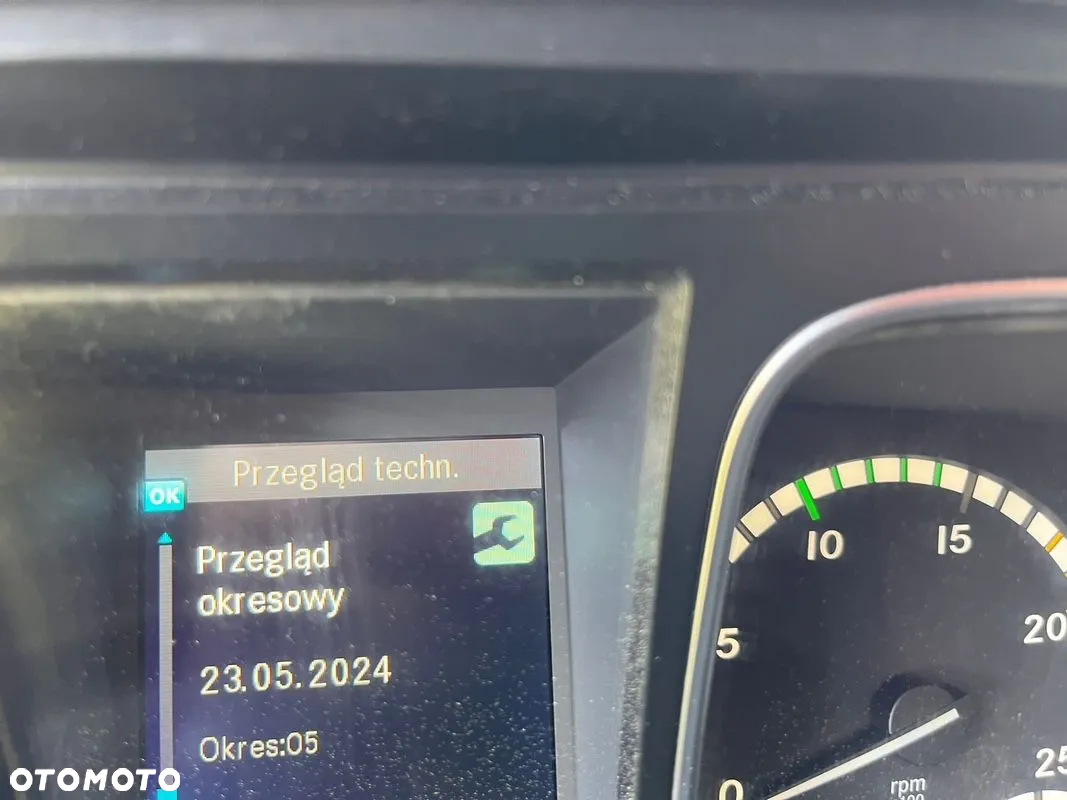 Przegląd techn.
OK
Przegląd
okresowy
23.05.2024
Okres:05
0
5
10
15
20
25
rpm
OTOMOTO